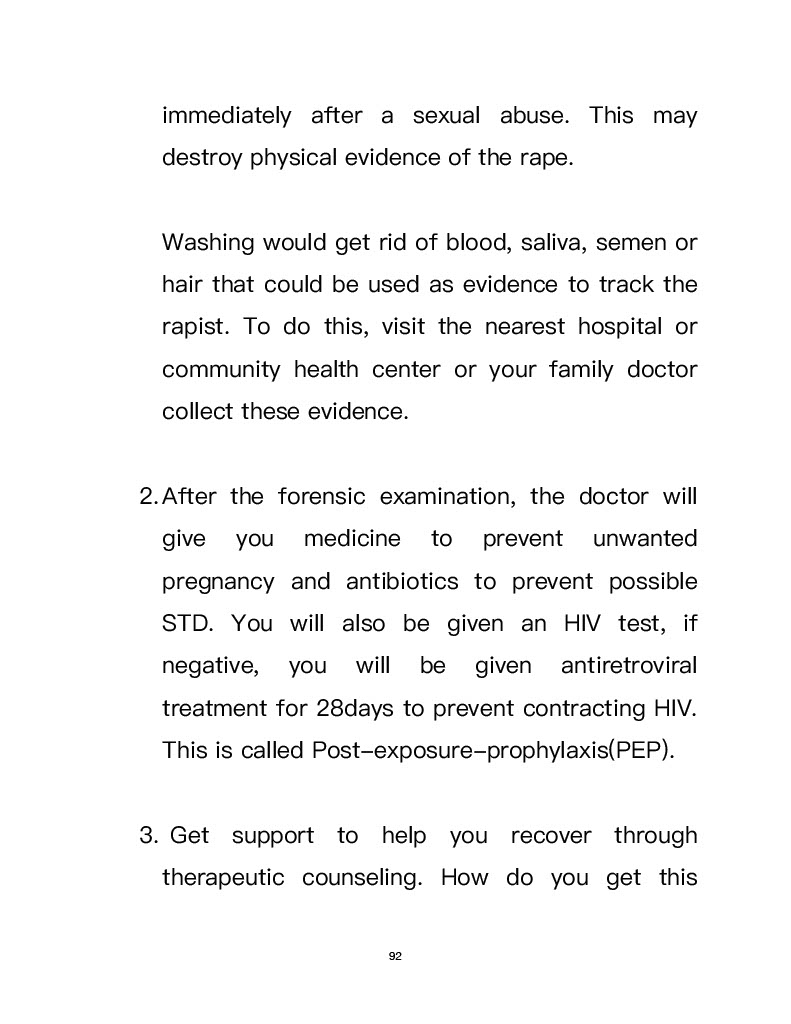 immediately after a sexual abuse. This may
destroy physical evidence of the rape.
Washing would get rid of blood, saliva, semen or
hair that could be used as evidence to track the
rapist. To do this, visit the nearest hospital or
community health center or your family doctor
collect these evidence.
2.After the forensic examination, the doctor will
give you medicine to prevent unwanted
pregnancy and antibiotics to prevent possible
STD. You will also be given an HIV test, if
negative, you will be given antiretroviral
treatment for 28days to prevent contracting HIV.
This is called Post-exposure-prophylaxis(PEP).
3. Get support to help you recover through
therapeutic counseling. How do you get this
92